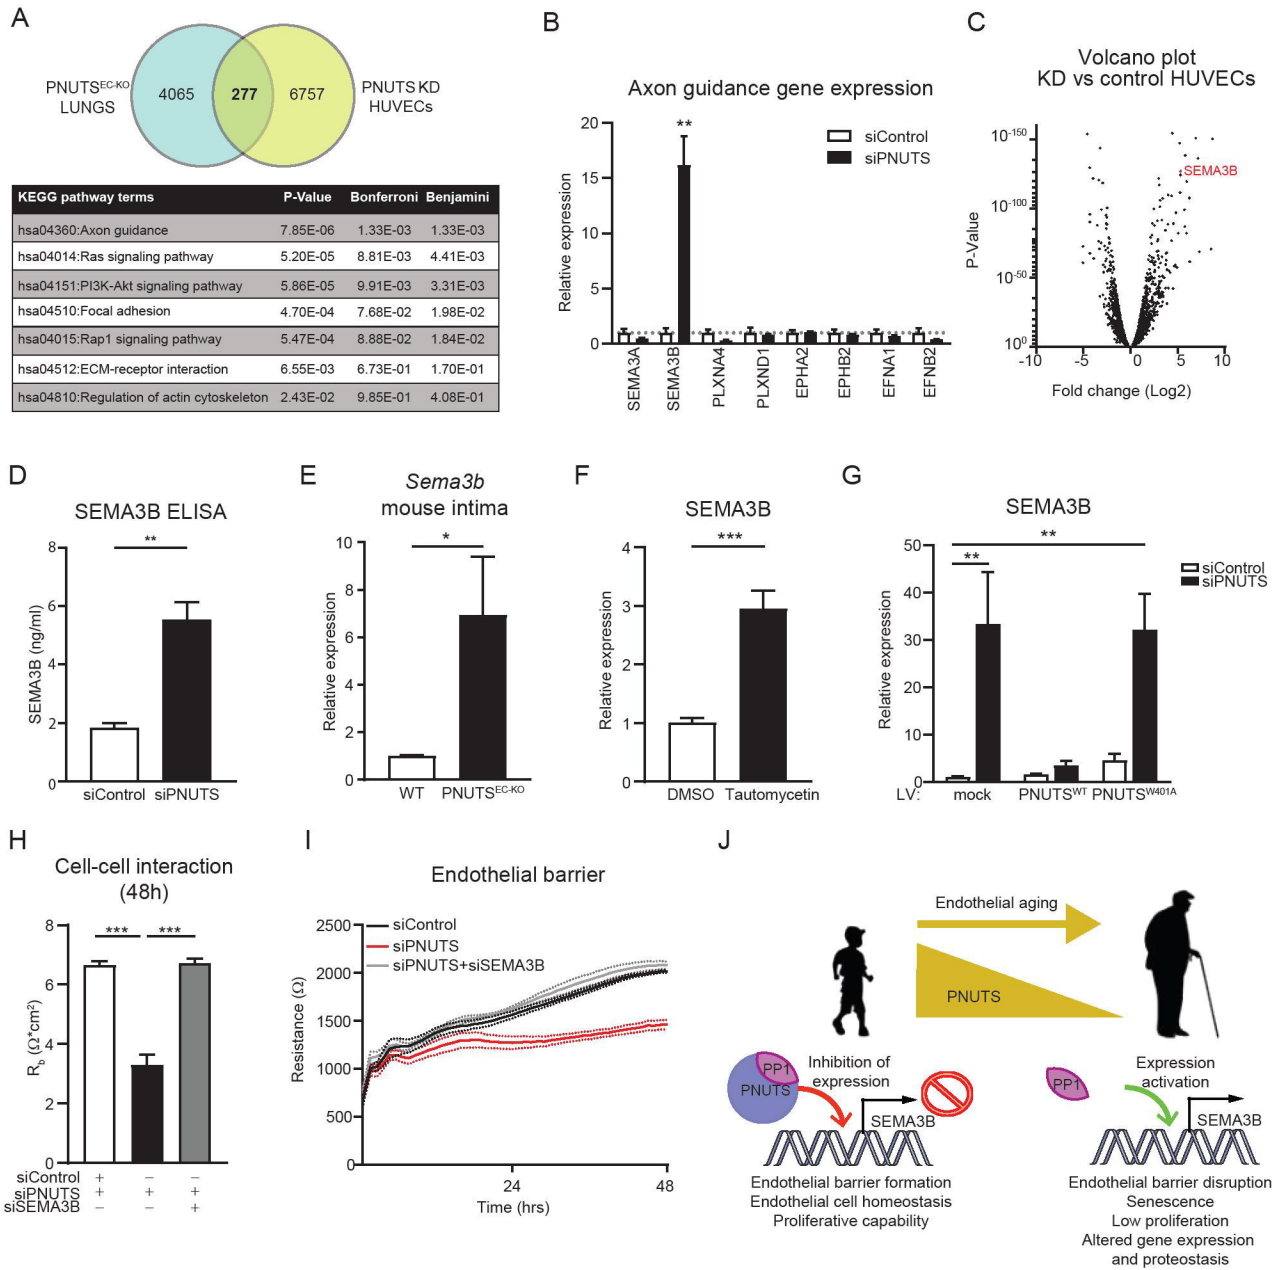 A
PNUTS^EC-KO
LUNGS
4065
277
6757
PNUTS KD
HUVECs
KEGG pathway terms P-Value Bonferroni Benjamini
hsa04360:Axon guidance 7.85E-06 1.33E-03 1.33E-03
hsa04014:Ras signaling pathway 5.20E-05 8.81E-03 4.41E-03
hsa04151:PI3K-Akt signaling pathway 5.86E-05 9.91E-03 3.31E-03
hsa04510:Focal adhesion 4.70E-04 7.68E-02 1.98E-02
hsa04015:Rap1 signaling pathway 5.47E-04 8.88E-02 1.84E-02
hsa04512:ECM-receptor interaction 6.55E-03 6.73E-01 1.70E-01
hsa04810:Regulation of actin cytoskeleton 2.43E-02 9.85E-01 4.08E-01
B
Axon guidance gene expression
Relative expression
20
15
10
5
0
**
siControl
siPNUTS
SEMA3A
SEMA3B
PLXNA4
PLXND1
EPHA2
EPHB2
EFNA1
EFNB2
C
Volcano plot
KD vs control HUVECs
P-Value
10^-150
10^-100
10^-50
10^0
SEMA3B
-10 -5 0 5 10
Fold change (Log2)
D
SEMA3B ELISA
SEMA3B (ng/ml)
8
6
4
2
0
**
siControl siPNUTS
E
Sema3b
mouse intima
Relative expression
10
8
6
4
2
0
*
WT PNUTS^EC-KO
F
SEMA3B
Relative expression
4
3
2
1
0
***
DMSO Tautomycetin
G
SEMA3B
Relative expression
50
40
30
20
10
0
**
**
siControl
siPNUTS
LV: mock PNUTS^WT PNUTS^W401A
H
Cell-cell interaction
(48h)
R_b (Ω*cm²)
8
6
4
2
0
*** ***
siControl + − −
siPNUTS + + +
siSEMA3B − − +
I
Endothelial barrier
Resistance (Ω)
2500
2000
1500
1000
500
0
siControl
siPNUTS
siPNUTS+siSEMA3B
24 48
Time (hrs)
J
Endothelial aging
PNUTS
PP1
PNUTS
Inhibition of
expression
SEMA3B
Endothelial barrier formation
Endothelial cell homeostasis
Proliferative capability
PP1
Expression
activation
SEMA3B
Endothelial barrier disruption
Senescence
Low proliferation
Altered gene expression
and proteostasis